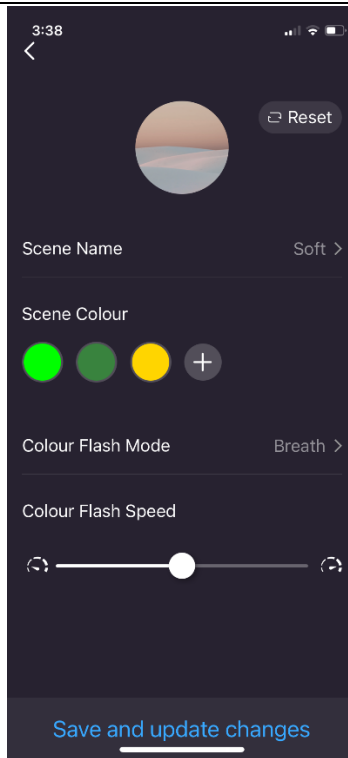 3:38
Reset
Scene Name
Soft
Scene Colour
Colour Flash Mode
Breath
Colour Flash Speed
Save and update changes